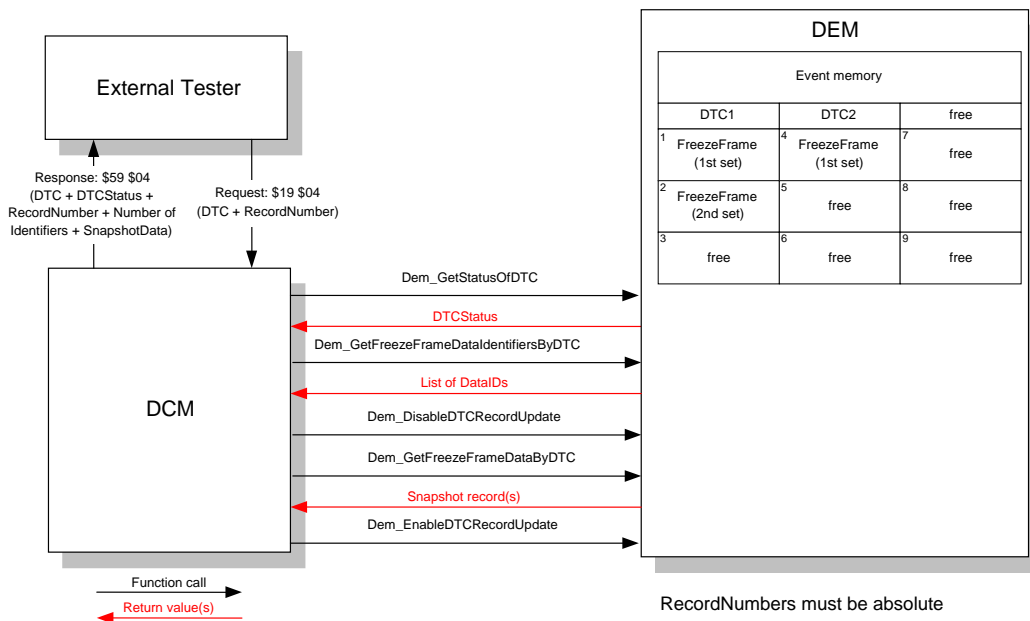 External Tester
Response: $59 $04
(DTC + DTCStatus +
RecordNumber + Number of
Identifiers + SnapshotData)
Request: $19 $04
(DTC + RecordNumber)
DCM
Dem_GetStatusOfDTC
DTCStatus
Dem_GetFreezeFrameDataIdentifiersByDTC
List of DataIDs
Dem_DisableDTCRecordUpdate
Dem_GetFreezeFrameDataByDTC
Snapshot record(s)
Dem_EnableDTCRecordUpdate
Function call
Return value(s)
DEM
Event memory
DTC1 DTC2 free
1 FreezeFrame 4 FreezeFrame 7
(1st set) (1st set) free
2 FreezeFrame 5 8
(2nd set) free free
3 6 9
free free free
RecordNumbers must be absolute